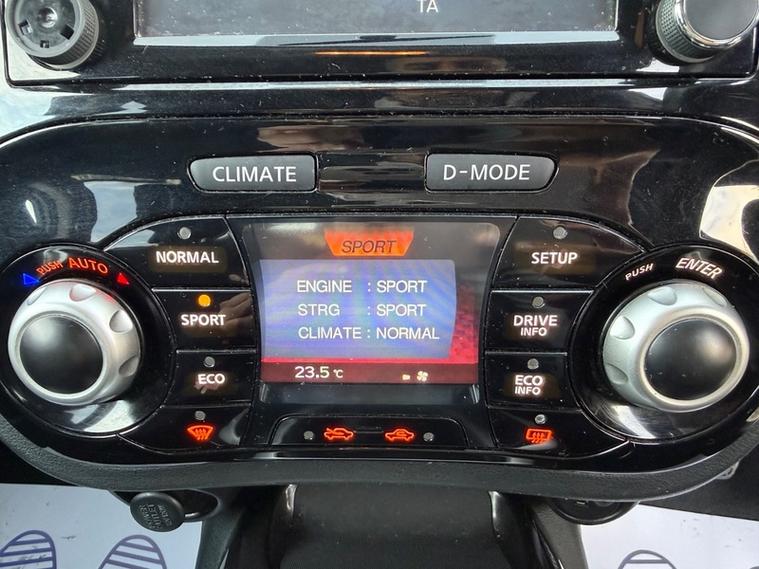 TA
CLIMATE
D-MODE
PUSH AUTO
NORMAL
SPORT
ECO
SPORT
ENGINE : SPORT
STRG : SPORT
CLIMATE : NORMAL
23.5 °C
SETUP
DRIVE
INFO
ECO
INFO
PUSH ENTER